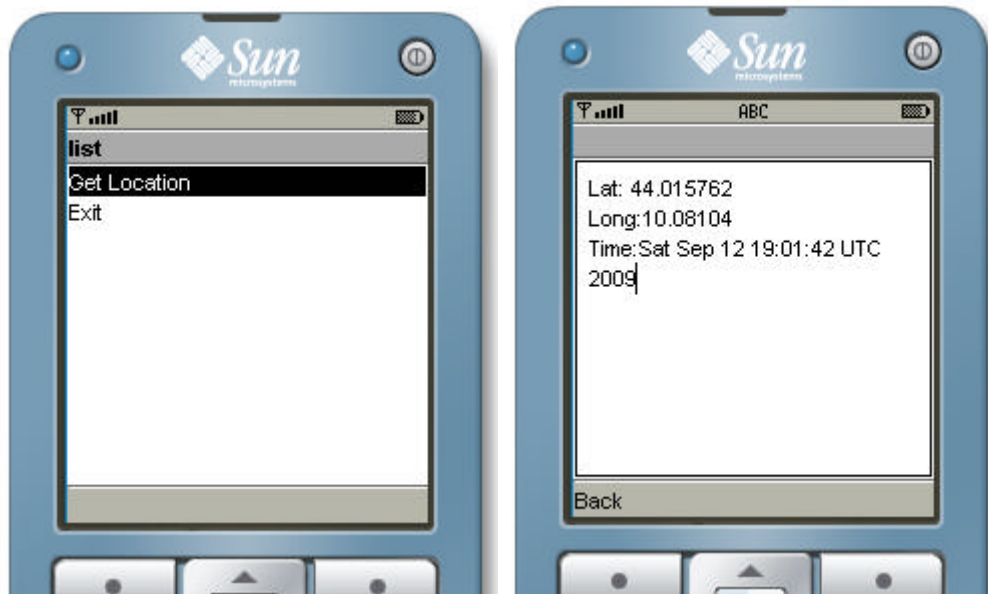 Sun
microsystems
list
Get Location
Exit
Sun
microsystems
ABC
Lat: 44.015762
Long:10.08104
Time:Sat Sep 12 19:01:42 UTC
2009
Back